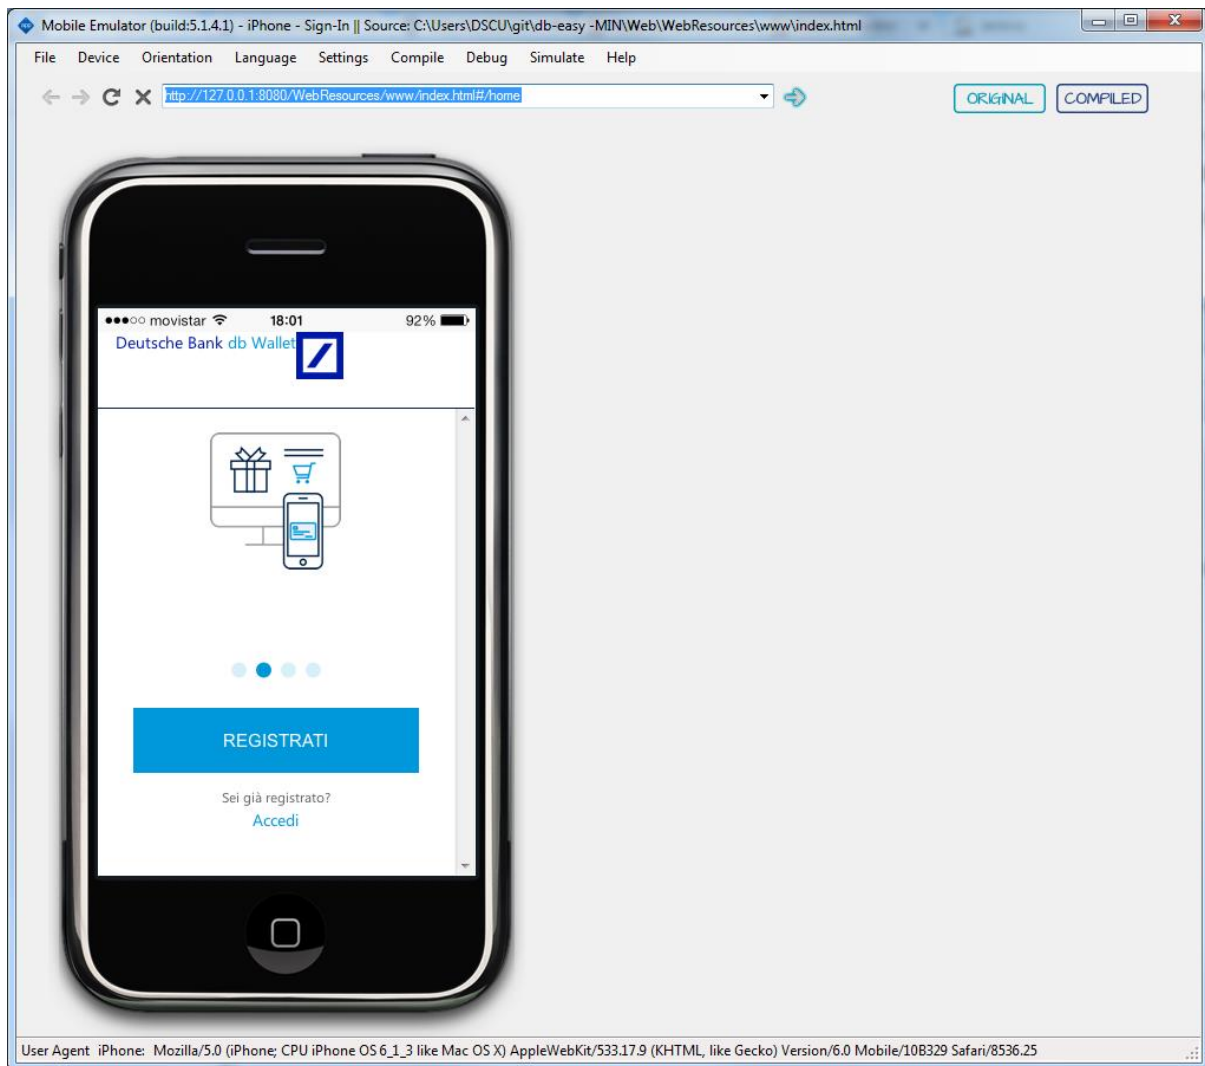 Mobile Emulator (build:5.1.4.1) - iPhone - Sign-In || Source: C:\Users\DSCU\git\db-easy -MIN\Web\WebResources\www\index.html
File Device Orientation Language Settings Compile Debug Simulate Help
http://127.0.0.1:8080/WebResources/www/index.html#/home
ORIGINAL COMPILED
movistar 18:01 92%
Deutsche Bank db Wallet
REGISTRATI
Sei già registrato?
Accedi
User Agent iPhone: Mozilla/5.0 (iPhone; CPU iPhone OS 6_1_3 like Mac OS X) AppleWebKit/533.17.9 (KHTML, like Gecko) Version/6.0 Mobile/10B329 Safari/8536.25